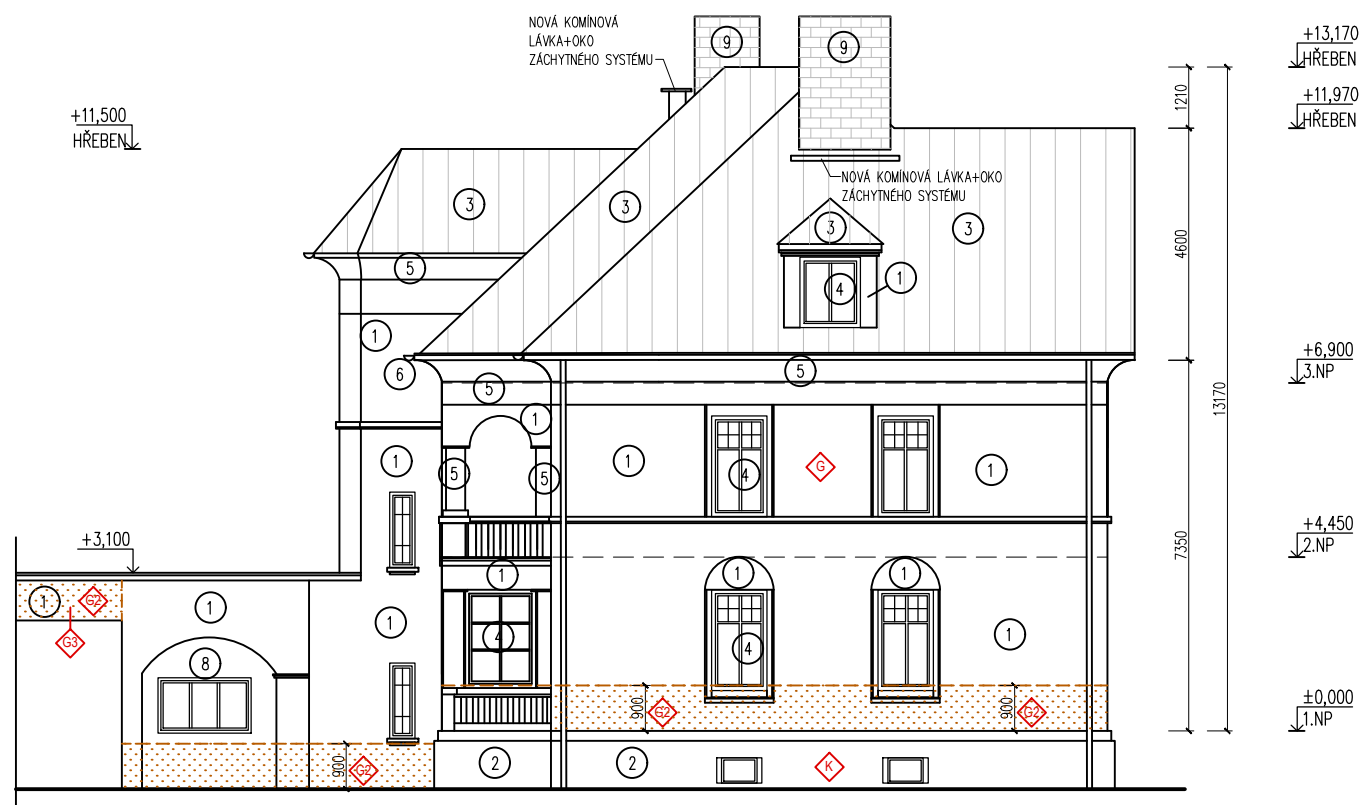 NOVÁ KOMÍNOVÁ
LÁVKA+OKO
ZÁCHYTNÉHO SYSTÉMU
9
9
+13,170
HŘEBEN
1210
+11,970
HŘEBEN
+11,500
HŘEBEN
NOVÁ KOMÍNOVÁ LÁVKA+OKO
ZÁCHYTNÉHO SYSTÉMU
3
3
3
3
4600
5
4
1
1
6
5
5
+6,900
3.NP
13170
1
1
1
G
1
5
5
4
+3,100
+4,450
2.NP
7350
1
1
1
1
G2
1
1
1
G3
4
4
8
±0,000
1.NP
900
G2
900
G2
900
G2
2
2
K